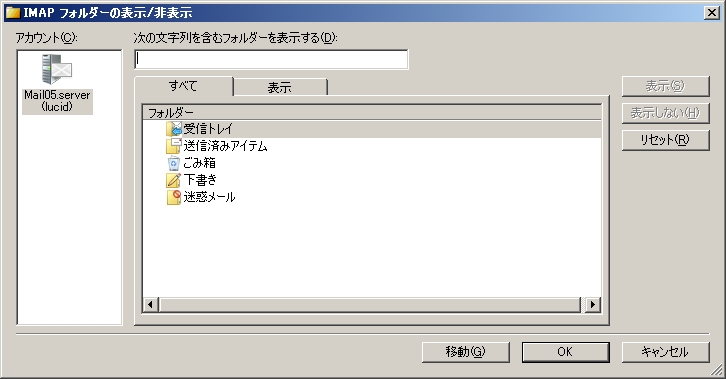 IMAP フォルダーの表示/非表示
アカウント(C):
次の文字列を含むフォルダーを表示する(D):
Mail05.server
(lucid)
すべて
表示
フォルダー
受信トレイ
送信済みアイテム
ごみ箱
下書き
迷惑メール
表示(S)
表示しない(H)
リセット(R)
移動(G)
OK
キャンセル